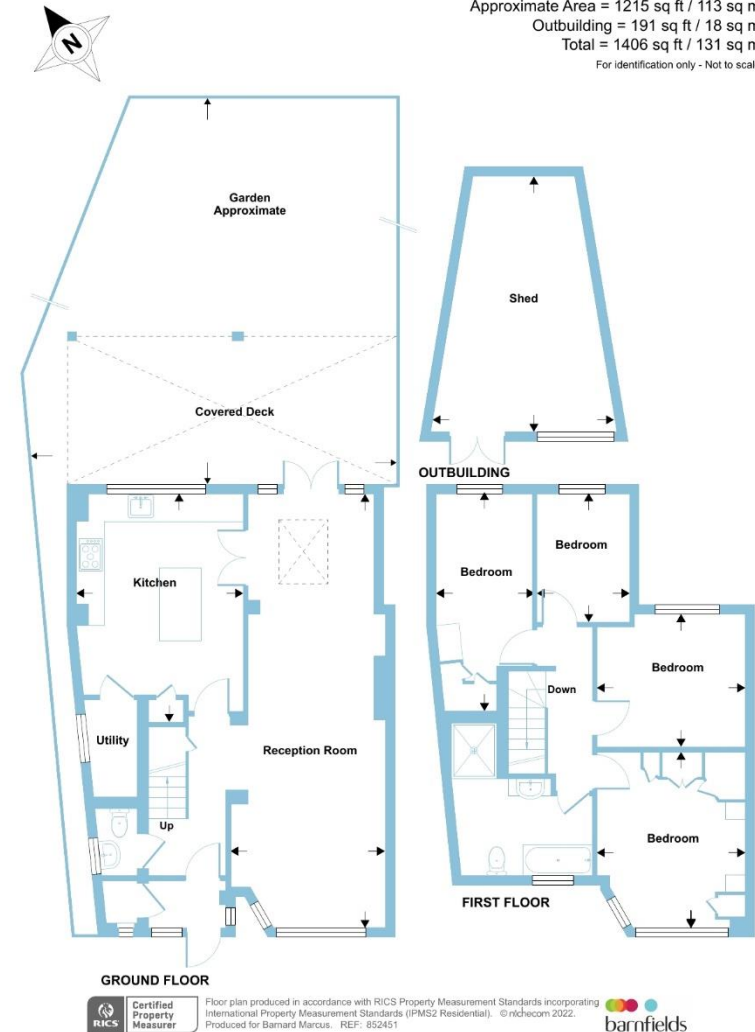 Approximate Area = 1215 sq ft / 113 sq m
Outbuilding = 191 sq ft / 18 sq m
Total = 1406 sq ft / 131 sq m
For identification only - Not to scal
N
Garden
Approximate
Shed
Covered Deck
OUTBUILDING
Kitchen
Bedroom
Bedroom
Bedroom
Down
Utility
Reception Room
Up
Bedroom
FIRST FLOOR
GROUND FLOOR
RICS
Certified
Property
Measurer
Floor plan produced in accordance with RICS Property Measurement Standards incorporating
International Property Measurement Standards (IPMS2 Residential). © nichecom 2022.
Produced for Barnard Marcus. REF: 852451
barnfields